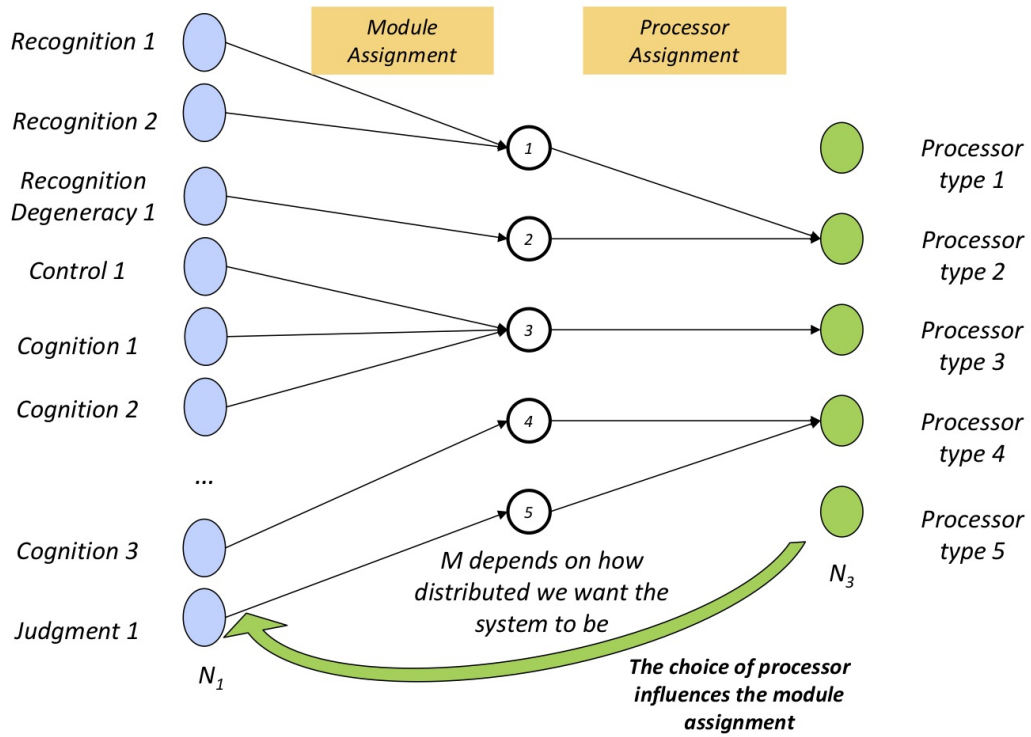 Module
Assignment
Processor
Assignment
Recognition 1
Recognition 2
Recognition
Degeneracy 1
Control 1
Cognition 1
Cognition 2
...
Cognition 3
Judgment 1
N1
1
2
3
4
5
Processor
type 1
Processor
type 2
Processor
type 3
Processor
type 4
Processor
type 5
N3
M depends on how
distributed we want the
system to be
The choice of processor
influences the module
assignment